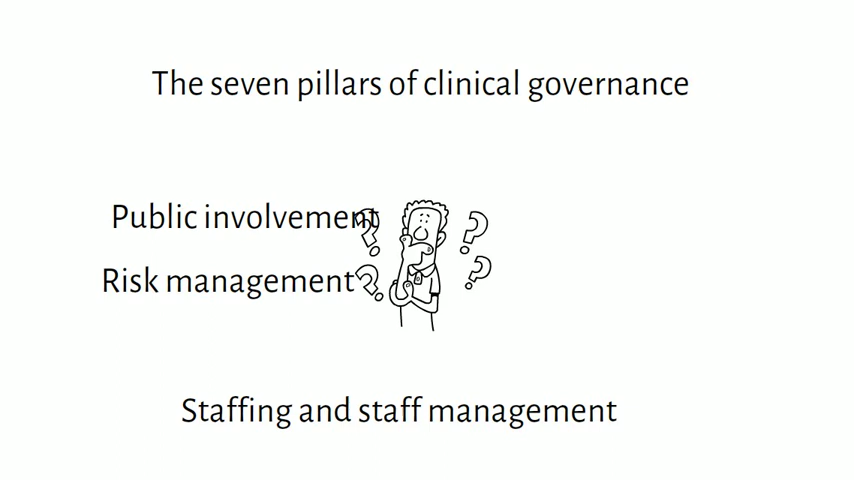 The seven pillars of clinical governance
Public involvement
Risk management
Staffing and staff management